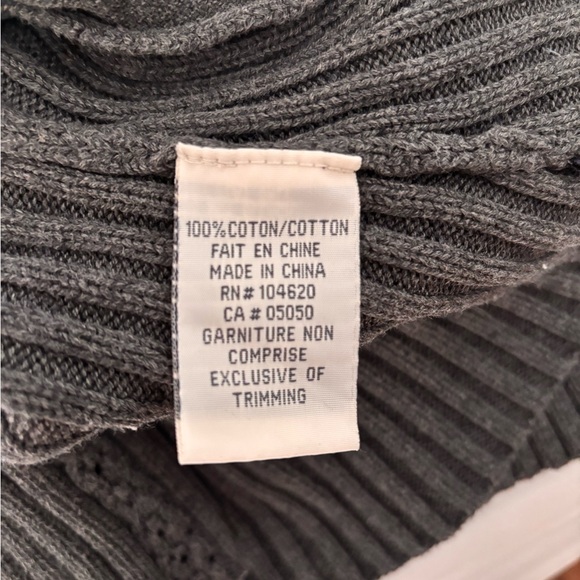 100%COTON/COTTON
FAIT EN CHINE
MADE IN CHINA
RN# 104620
CA # 05050
GARNITURE NON
COMPRISE
EXCLUSIVE OF
TRIMMING